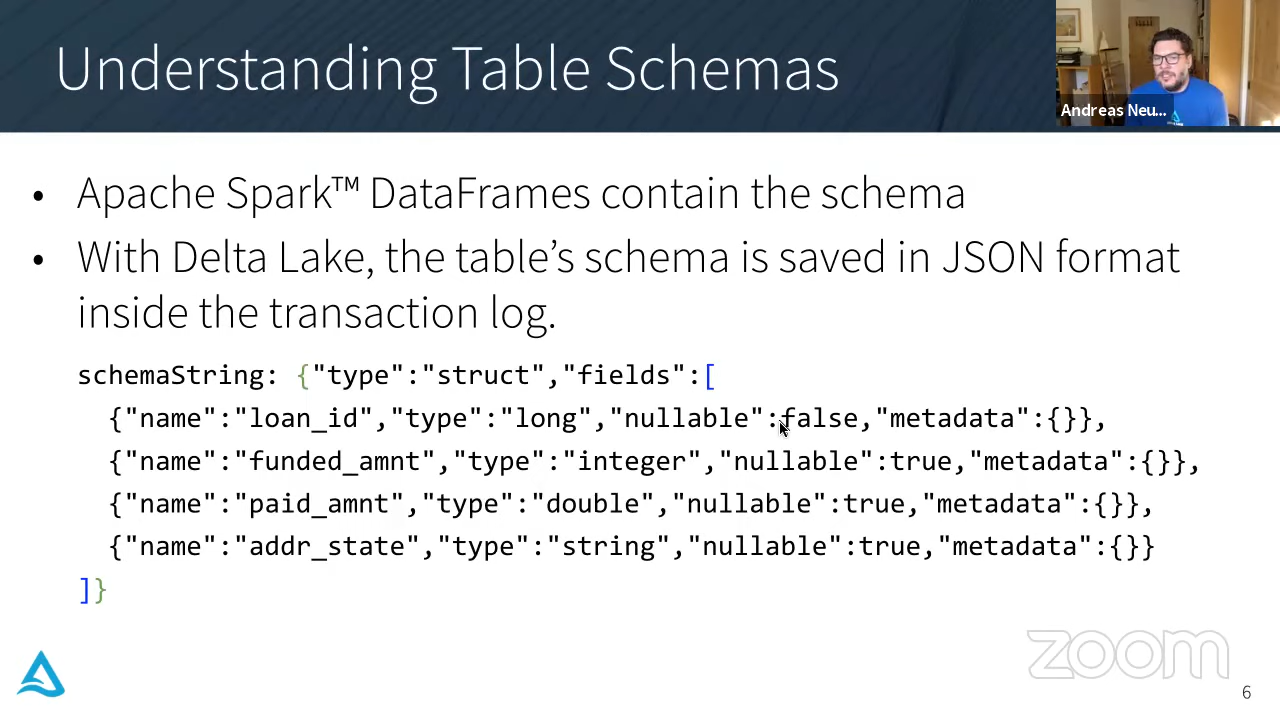 Understanding Table Schemas
Andreas Neu...
• Apache Spark™ DataFrames contain the schema
• With Delta Lake, the table’s schema is saved in JSON format
inside the transaction log.
schemaString: {"type":"struct","fields":[
{"name":"loan_id","type":"long","nullable":false,"metadata":{}},
{"name":"funded_amnt","type":"integer","nullable":true,"metadata":{}},
{"name":"paid_amnt","type":"double","nullable":true,"metadata":{}},
{"name":"addr_state","type":"string","nullable":true,"metadata":{}}
]}
zoom
6